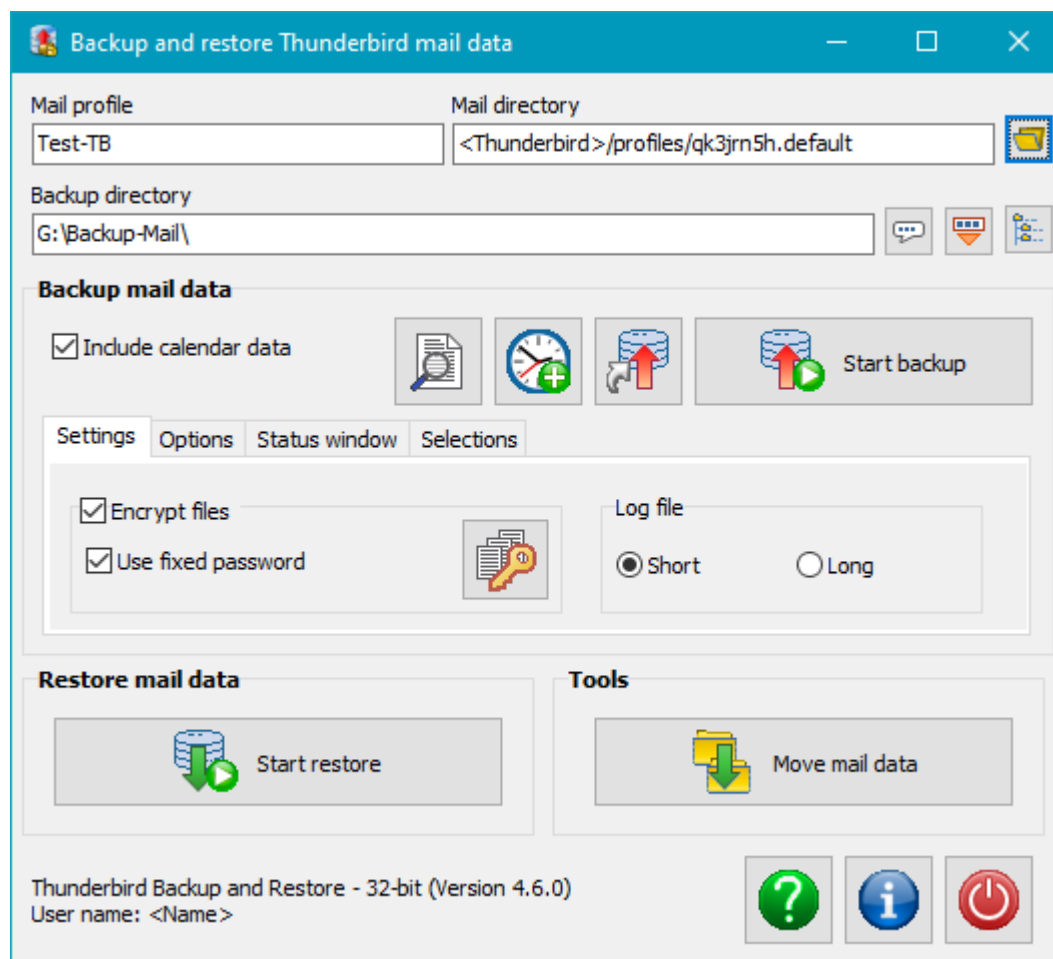 Backup and restore Thunderbird mail data
Mail profile
Mail directory
Test-TB
<Thunderbird>/profiles/qk3jrn5h.default
Backup directory
G:\Backup-Mail\
Backup mail data
Include calendar data
Start backup
Settings
Options
Status window
Selections
Encrypt files
Log file
Use fixed password
Short
Long
Restore mail data
Tools
Start restore
Move mail data
Thunderbird Backup and Restore - 32-bit (Version 4.6.0)
User name: <Name>